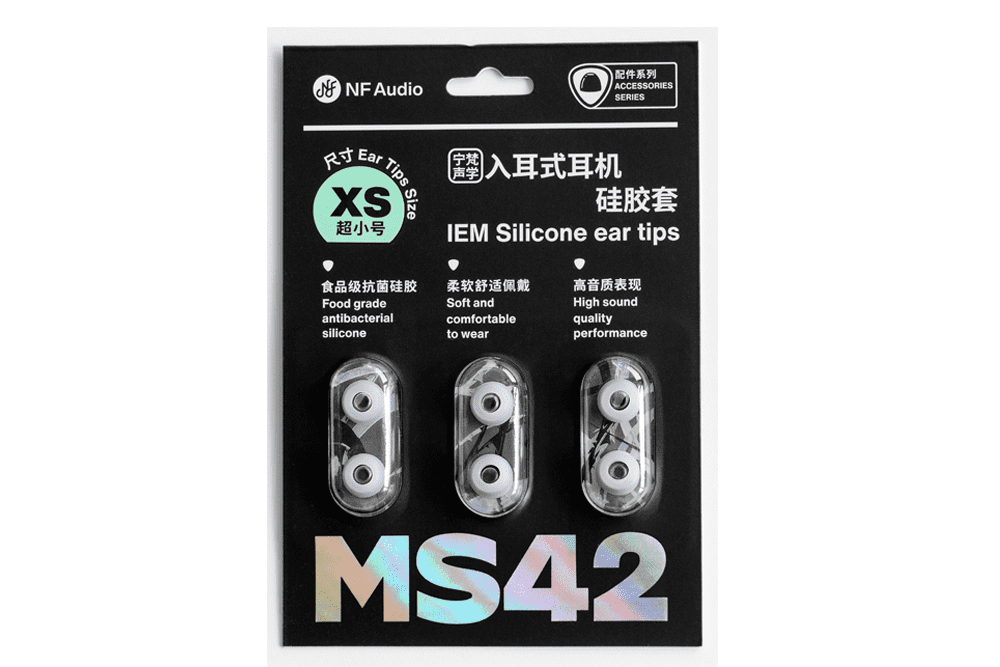 NF Audio
配件系列
ACCESSORIES
SERIES
尺寸 Ear Tips Size
XS
超小号
宁梵
声学
入耳式耳机
硅胶套
IEM Silicone ear tips
食品级抗菌硅胶
Food grade
antibacterial
silicone
柔软舒适佩戴
Soft and
comfortable
to wear
高音质表现
High sound
quality
performance
MS42